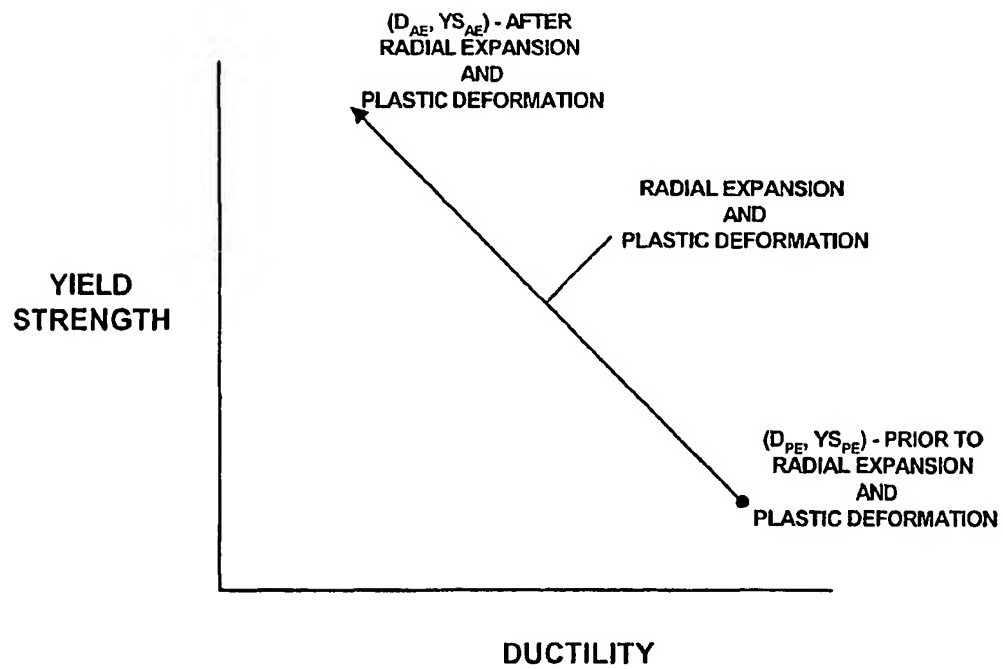 (D_AE, YS_AE) - AFTER
RADIAL EXPANSION
AND
PLASTIC DEFORMATION
RADIAL EXPANSION
AND
PLASTIC DEFORMATION
YIELD
STRENGTH
(D_PE, YS_PE) - PRIOR TO
RADIAL EXPANSION
AND
PLASTIC DEFORMATION
DUCTILITY